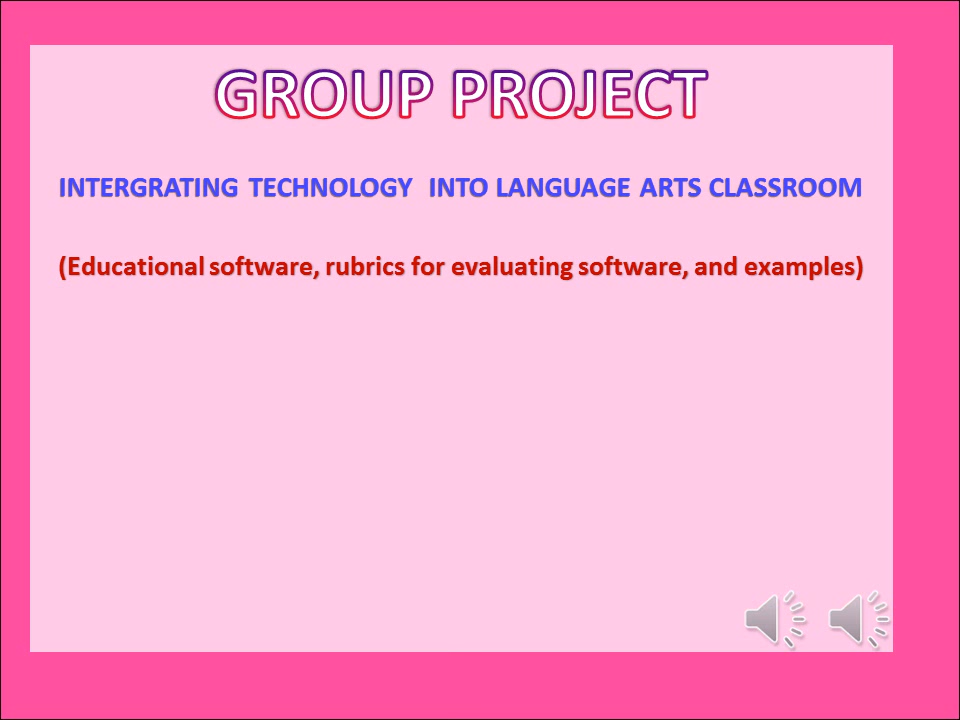 GROUP PROJECT
INTERGRATING TECHNOLOGY INTO LANGUAGE ARTS CLASSROOM
(Educational software, rubrics for evaluating software, and examples)